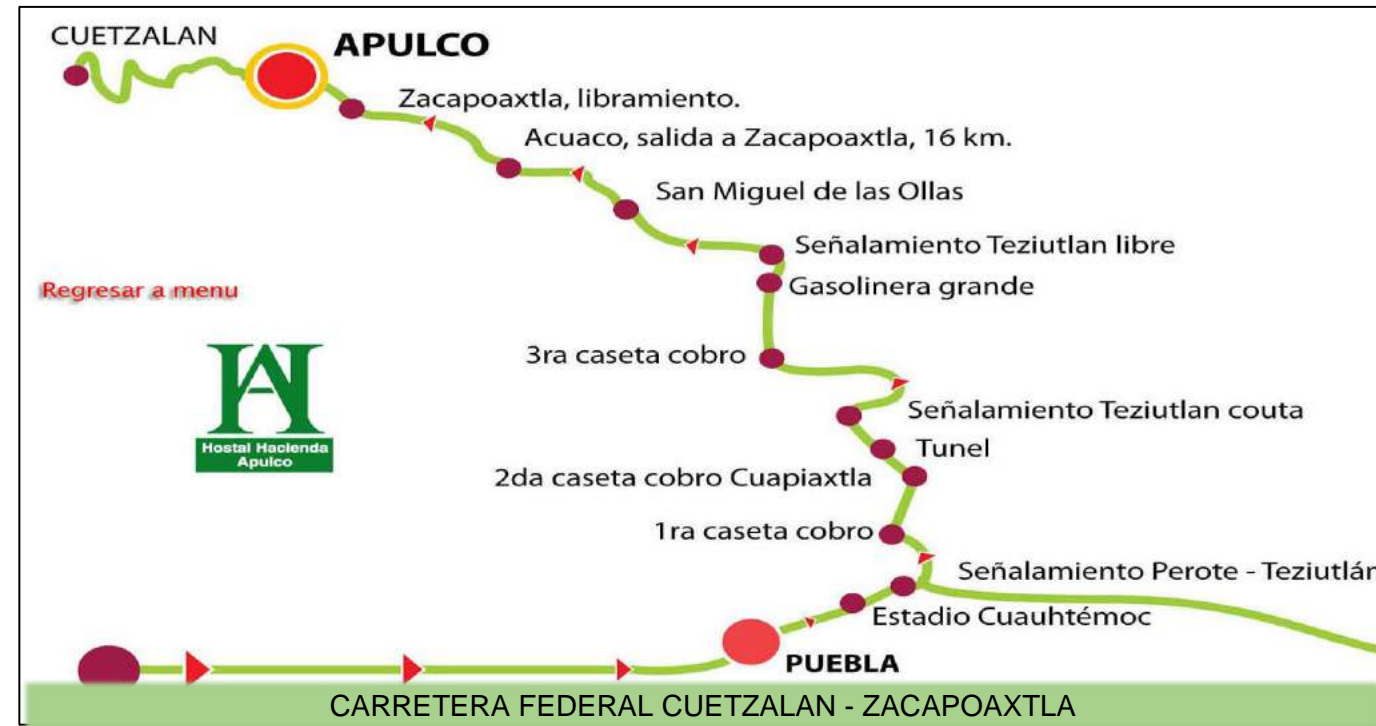 CUETZALAN
APULCO
Zacapoaxtla, libramiento.
Acuaco, salida a Zacapoaxtla, 16 km.
San Miguel de las Ollas
Señalamiento Teziutlan libre
Gasolinera grande
Regresar a menu
3ra caseta cobro
HA
Hostal Hacienda
Apulco
Señalamiento Teziutlan couta
Tunel
2da caseta cobro Cuapiaxtla
1ra caseta cobro
Señalamiento Perote - Teziutlán
Estadio Cuauhtémoc
PUEBLA
CARRETERA FEDERAL CUETZALAN - ZACAPOAXTLA